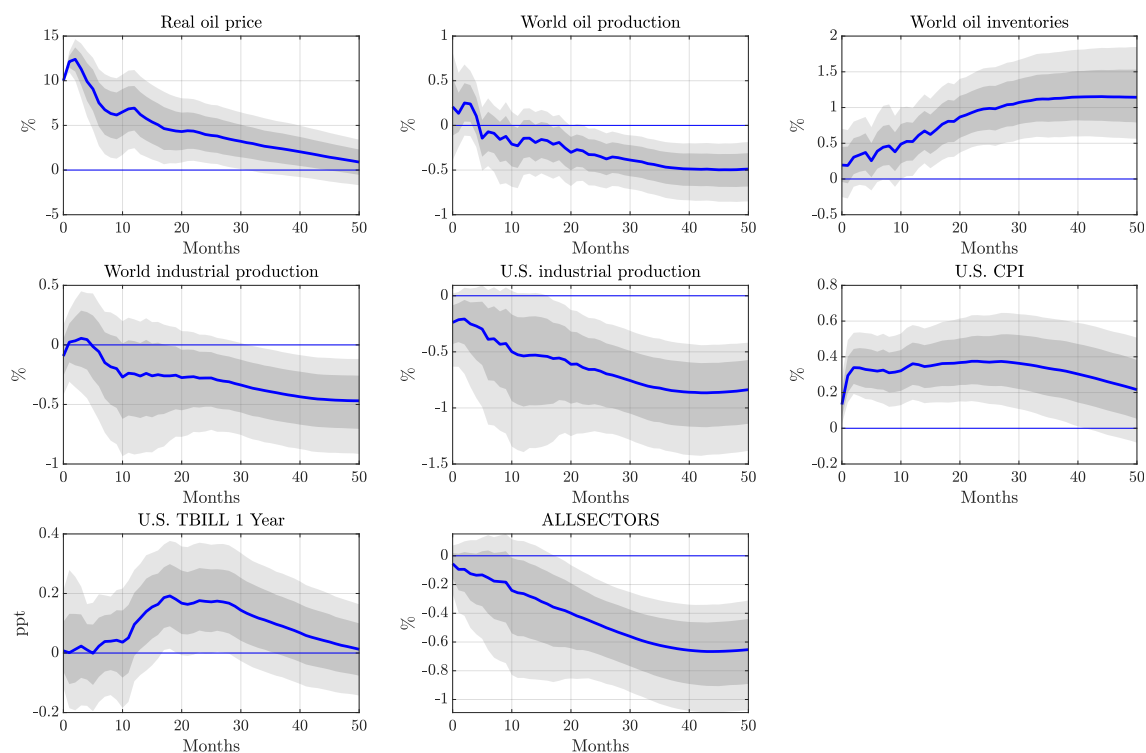 Real oil price
World oil production
World oil inventories
15
10
5
0
-5
%
0 10 20 30 40 50
Months
1
0.5
0
-0.5
-1
%
0 10 20 30 40 50
Months
2
1.5
1
0.5
0
-0.5
%
0 10 20 30 40 50
Months
World industrial production
U.S. industrial production
U.S. CPI
0.5
0
-0.5
-1
%
0 10 20 30 40 50
Months
0
-0.5
-1
-1.5
%
0 10 20 30 40 50
Months
0.8
0.6
0.4
0.2
0
0.2
%
0 10 20 30 40 50
Months
U.S. TBILL 1 Year
ALLSECTORS
0.4
0.2
0
-0.2
ppt
0 10 20 30 40 50
Months
0
-0.2
-0.4
-0.6
-0.8
-1
%
0 10 20 30 40 50
Months